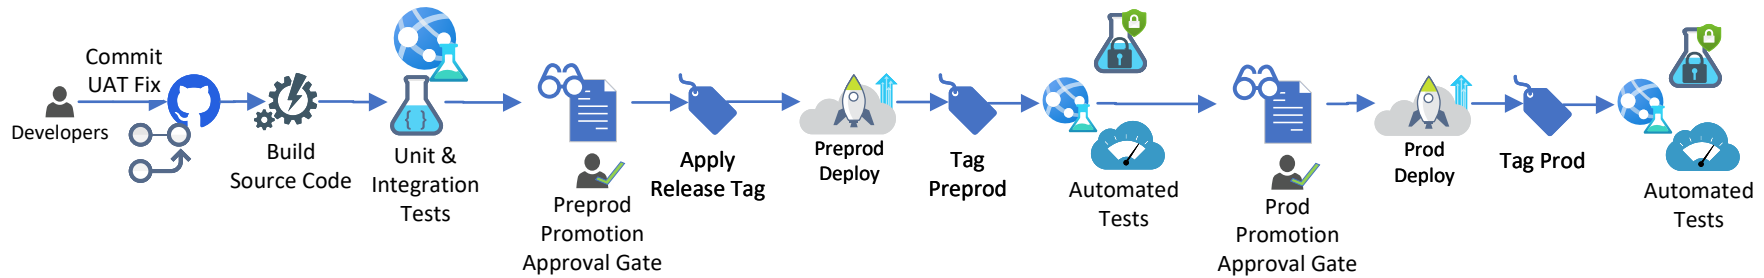 Commit
UAT Fix
Developers
Build
Source Code
{ }
Unit &
Integration
Tests
Preprod
Promotion
Approval Gate
Apply
Release Tag
Preprod
Deploy
Tag
Preprod
Automated
Tests
Prod
Promotion
Approval Gate
Prod
Deploy
Tag Prod
Automated
Tests